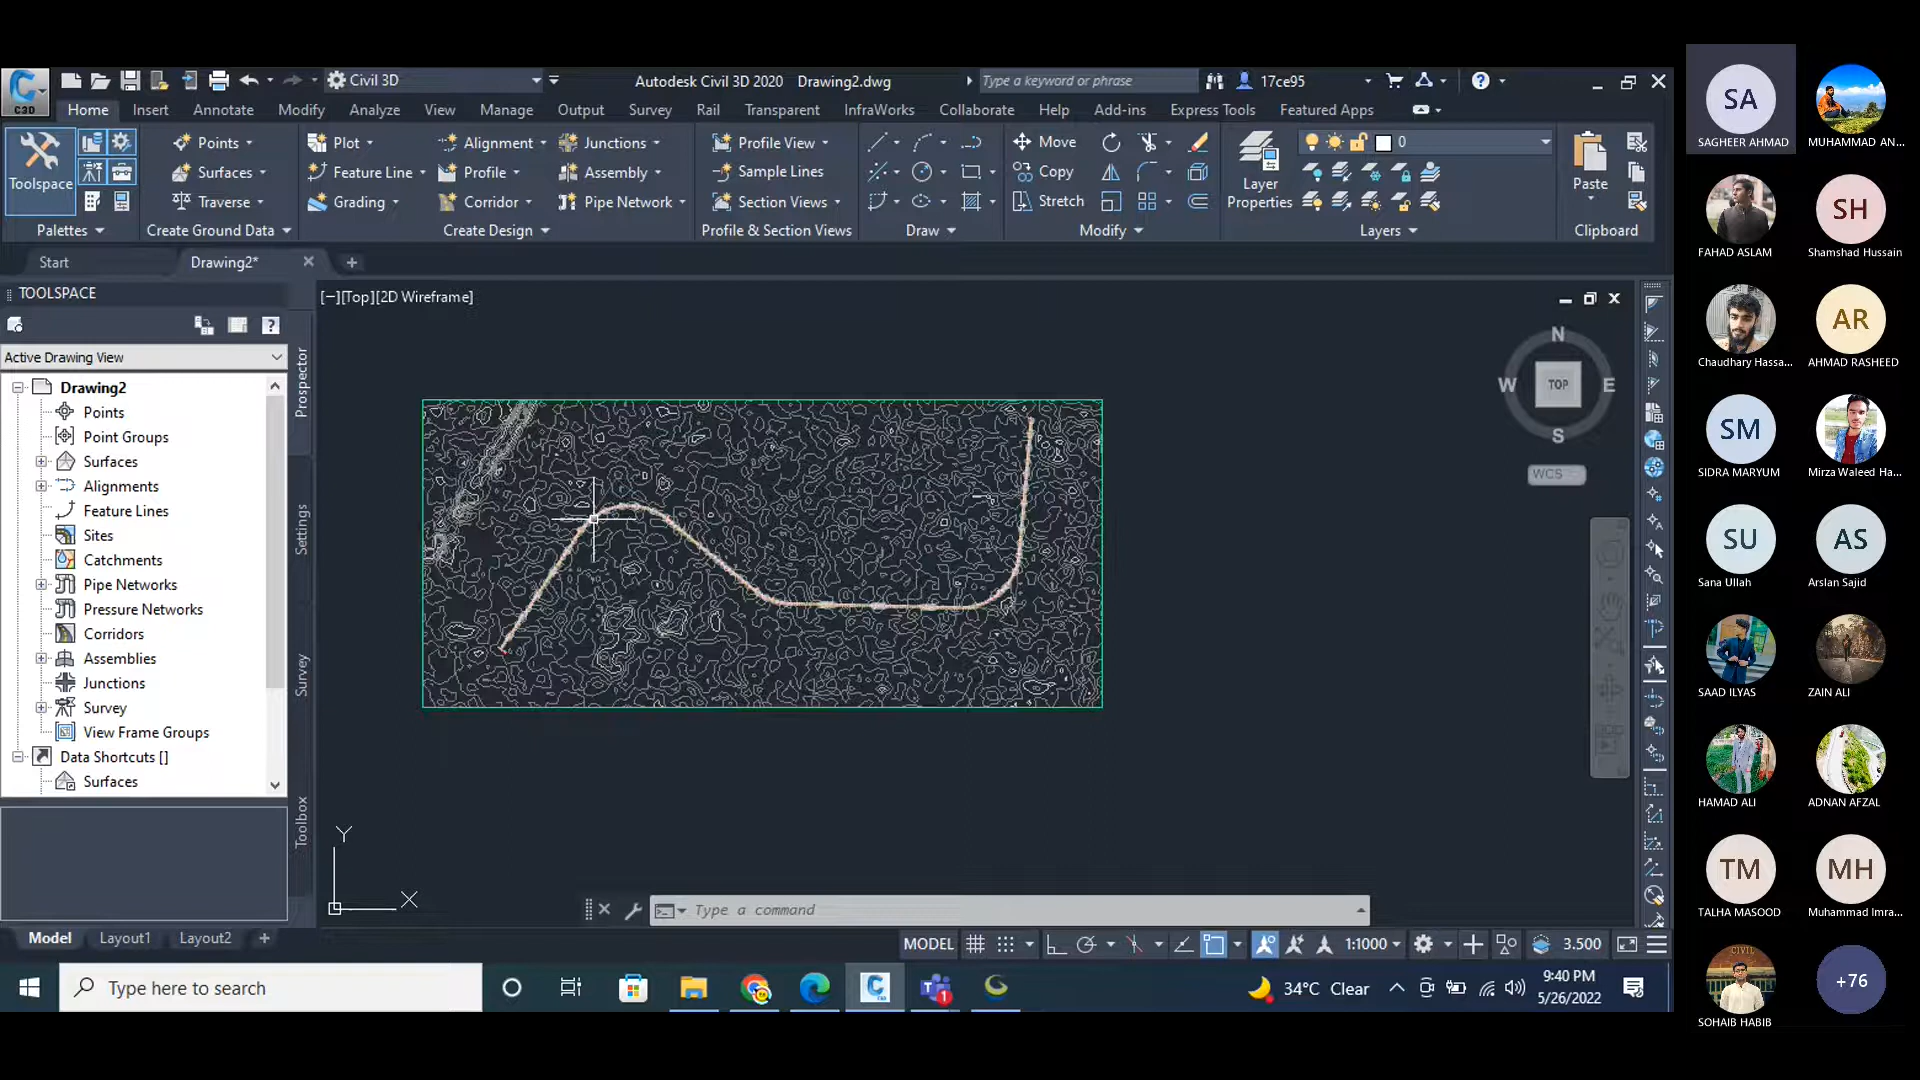 C3D
Civil 3D
Autodesk Civil 3D 2020 Drawing2.dwg
Type a keyword or phrase
17ce95
Home Insert Annotate Modify Analyze View Manage Output Survey Rail Transparent InfraWorks Collaborate Help Add-ins Express Tools Featured Apps
Toolspace
Points
Surfaces
Traverse
Plot
Feature Line
Grading
Alignment
Profile
Corridor
Junctions
Assembly
Pipe Network
Profile View
Sample Lines
Section Views
Move
Copy
Stretch
Layer
Properties
0
Paste
Palettes Create Ground Data Create Design Profile & Section Views Draw Modify Layers Clipboard
Start Drawing2*
TOOLSPACE
[−][Top][2D Wireframe]
Active Drawing View
Drawing2
Points
Point Groups
Surfaces
Alignments
Feature Lines
Sites
Catchments
Pipe Networks
Pressure Networks
Corridors
Assemblies
Junctions
Survey
View Frame Groups
Data Shortcuts []
Surfaces
Prospector
Settings
Survey
Toolbox
N
W TOP E
S
WCS
Y
X
Type a command
Model Layout1 Layout2
MODEL 1:1000 3.500
Type here to search
1
34°C Clear
9:40 PM
5/26/2022
SA
SAGHEER AHMAD MUHAMMAD AN...
SH
FAHAD ASLAM Shamshad Hussain
AR
Chaudhary Hassa... AHMAD RASHEED
SM
SIDRA MARYUM Mirza Waleed Ha...
SU AS
Sana Ullah Arslan Sajid
SAAD ILYAS ZAIN ALI
HAMAD ALI ADNAN AFZAL
TM MH
TALHA MASOOD Muhammad Imra...
CIVIL
+76
SOHAIB HABIB